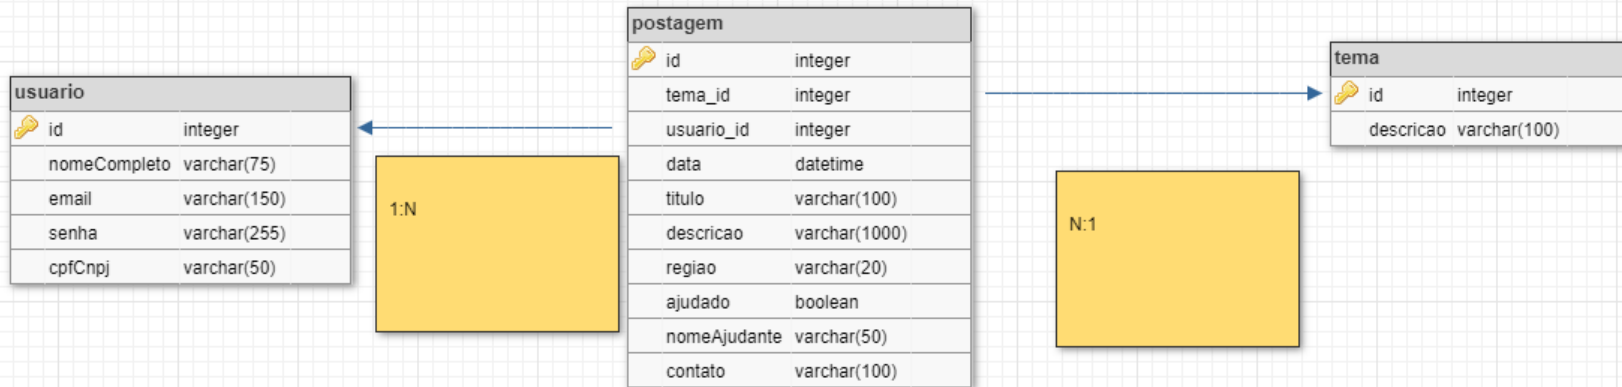 usuario
id integer
nomeCompleto varchar(75)
email varchar(150)
senha varchar(255)
cpfCnpj varchar(50)
1:N
postagem
id integer
tema_id integer
usuario_id integer
data datetime
titulo varchar(100)
descricao varchar(1000)
regiao varchar(20)
ajudado boolean
nomeAjudante varchar(50)
contato varchar(100)
N:1
tema
id integer
descricao varchar(100)